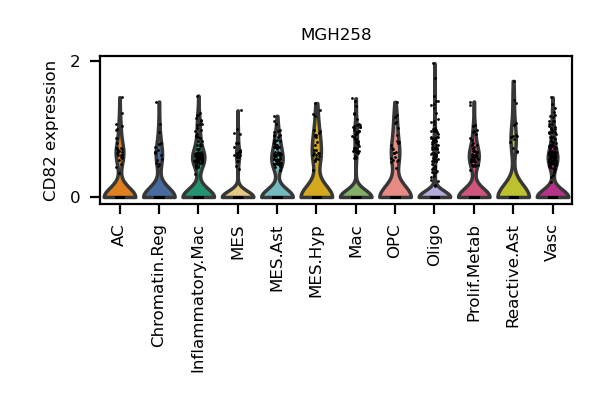 MGH258
CD82 expression
2
0
AC
Chromatin.Reg
Inflammatory.Mac
MES
MES.Ast
MES.Hyp
Mac
OPC
Oligo
Prolif.Metab
Reactive.Ast
Vasc